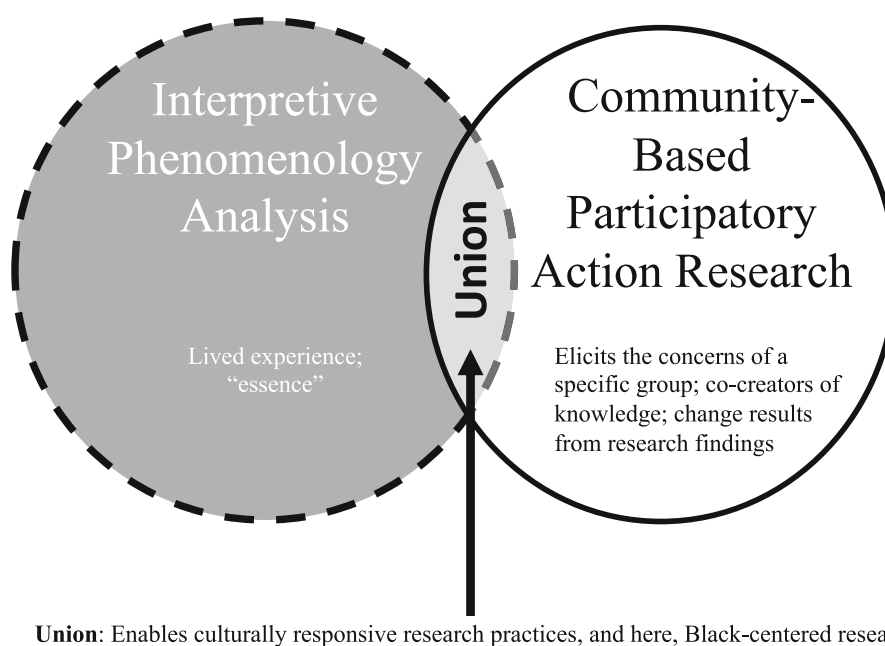 Interpretive
Phenomenology
Analysis
Lived experience;
“essence”
Union
Community-
Based
Participatory
Action Research
Elicits the concerns of a
specific group; co-creators of
knowledge; change results
from research findings
Union: Enables culturally responsive research practices, and here, Black-centered